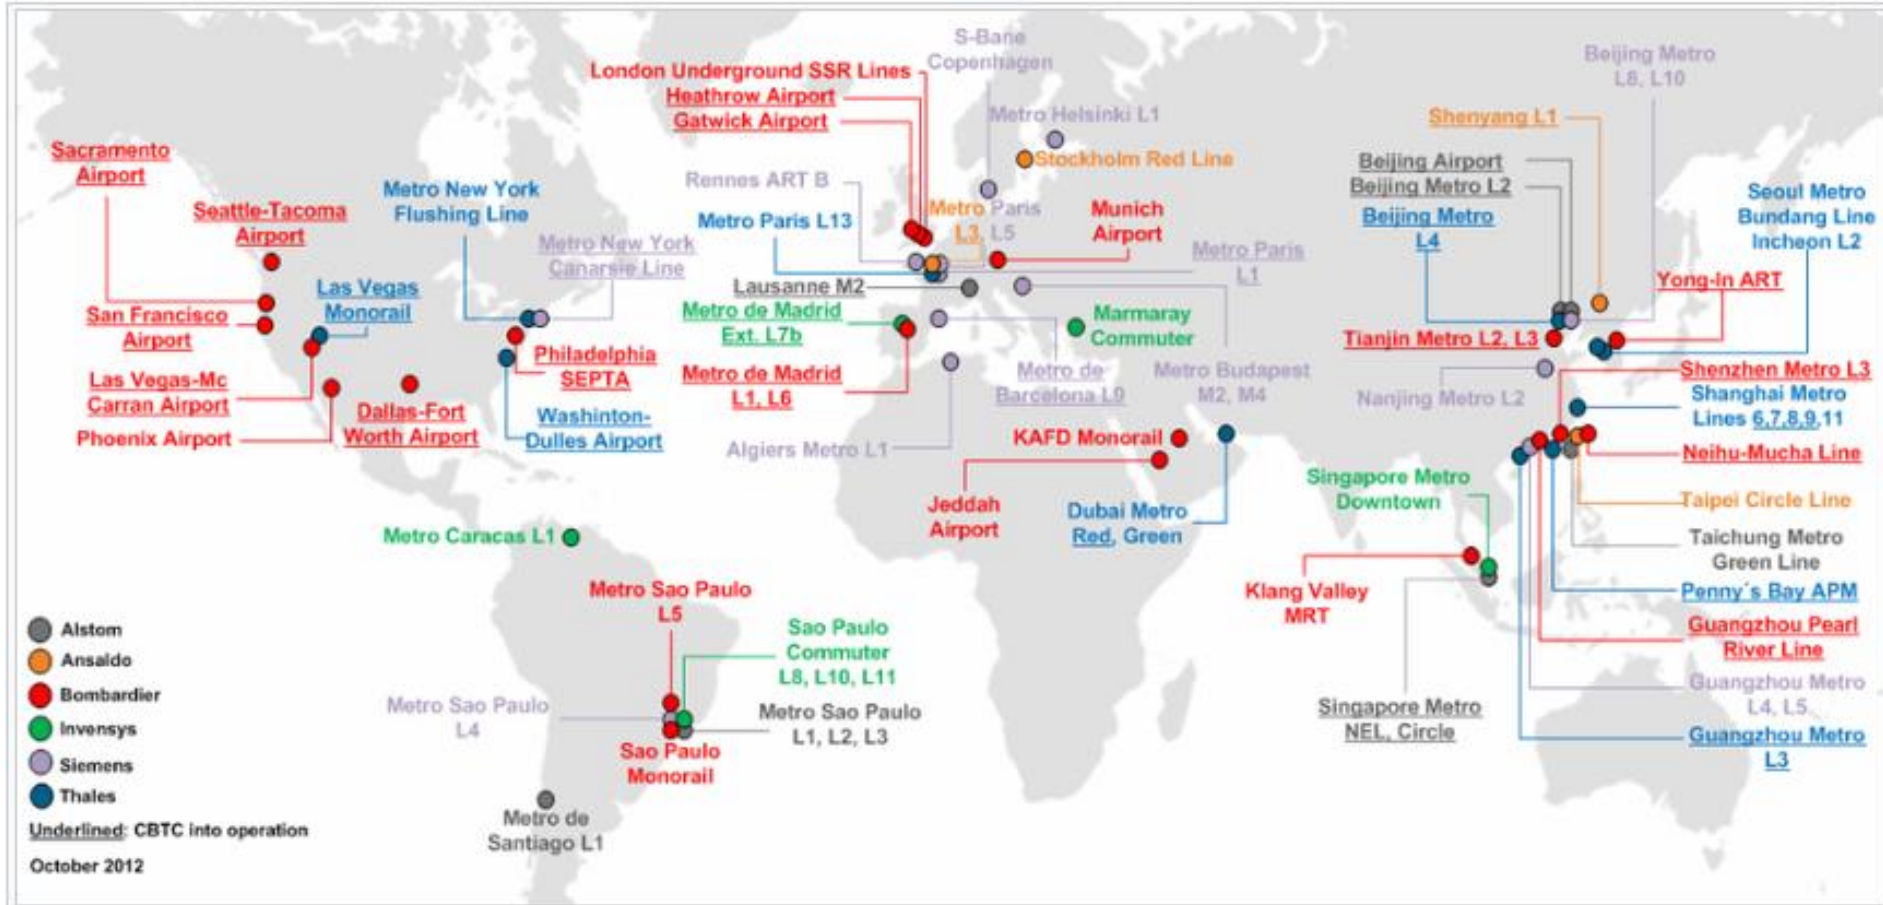 S-Bane
Copenhagen
London Underground SSR Lines
Heathrow Airport
Gatwick Airport
Metro Helsinki L1
Stockholm Red Line
Beijing Metro
L8, L10
Shenyang L1
Sacramento
Airport
Seattle-Tacoma
Airport
Metro New York
Flushing Line
Metro New York
Canarsie Line
Rennes ART B
Metro Paris L13
Metro Paris
L3, L5
Munich
Airport
Metro Paris
L1
Beijing Airport
Beijing Metro L2
Beijing Metro
L4
Seoul Metro
Bundang Line
Incheon L2
Las Vegas
Monorail
San Francisco
Airport
Lausanne M2
Metro de Madrid
Ext. L7b
Marmaray
Commuter
Yong-In ART
Tianjin Metro L2, L3
Las Vegas-Mc
Carran Airport
Phoenix Airport
Dallas-Fort
Worth Airport
Philadelphia
SEPTA
Washinton-
Dulles Airport
Metro de Madrid
L1, L6
Metro de
Barcelona L9
Metro Budapest
M2, M4
Nanjing Metro L2
Shenzhen Metro L3
Shanghai Metro
Lines 6,7,8,9,11
Algiers Metro L1
KAFD Monorail
Neihu-Mucha Line
Jeddah
Airport
Dubai Metro
Red, Green
Singapore Metro
Downtown
Taipei Circle Line
Taichung Metro
Green Line
Metro Caracas L1
Metro Sao Paulo
L5
Klang Valley
MRT
Penny´s Bay APM
Guangzhou Pearl
River Line
Sao Paulo
Commuter
L8, L10, L11
Metro Sao Paulo
L4
Metro Sao Paulo
L1, L2, L3
Sao Paulo
Monorail
Singapore Metro
NEL, Circle
Guangzhou Metro
L4, L5
Guangzhou Metro
L3
Metro de
Santiago L1
Alstom
Ansaldo
Bombardier
Invensys
Siemens
Thales
Underlined: CBTC into operation
October 2012